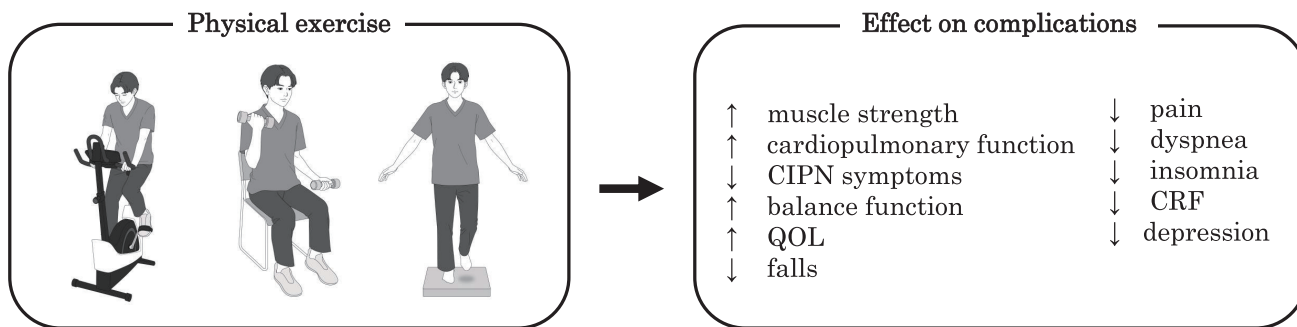 Physical exercise
Effect on complications
↑ muscle strength
↑ cardiopulmonary function
↓ CIPN symptoms
↑ balance function
↑ QOL
↓ falls
↓ pain
↓ dyspnea
↓ insomnia
↓ CRF
↓ depression